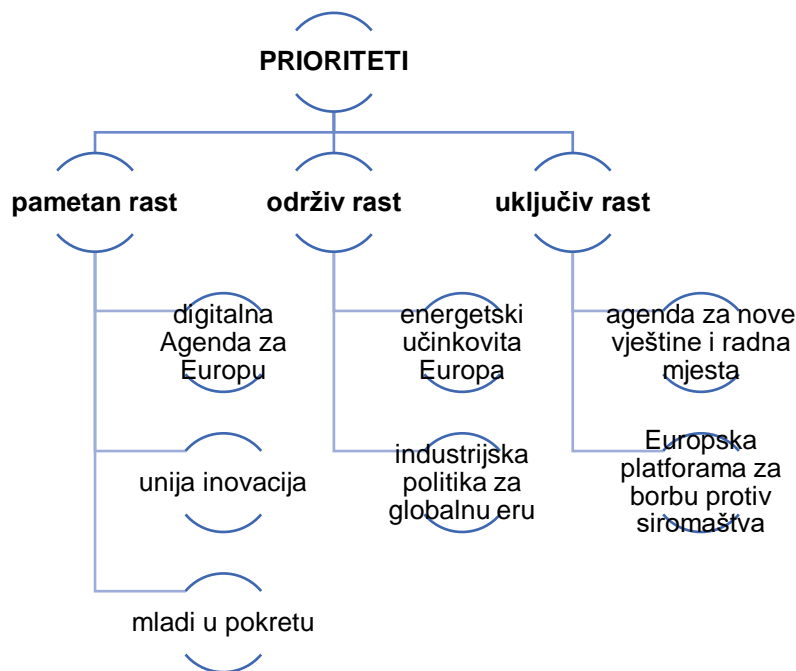 PRIORITETI
pametan rast
održiv rast
uključiv rast
digitalna
Agenda za
Europu
energetski
učinkovita
Europa
agenda za nove
vještine i radna
mjesta
unija inovacija
industrijska
politika za
globalnu eru
Europska
platforama za
borbu protiv
siromaštva
mladi u pokretu